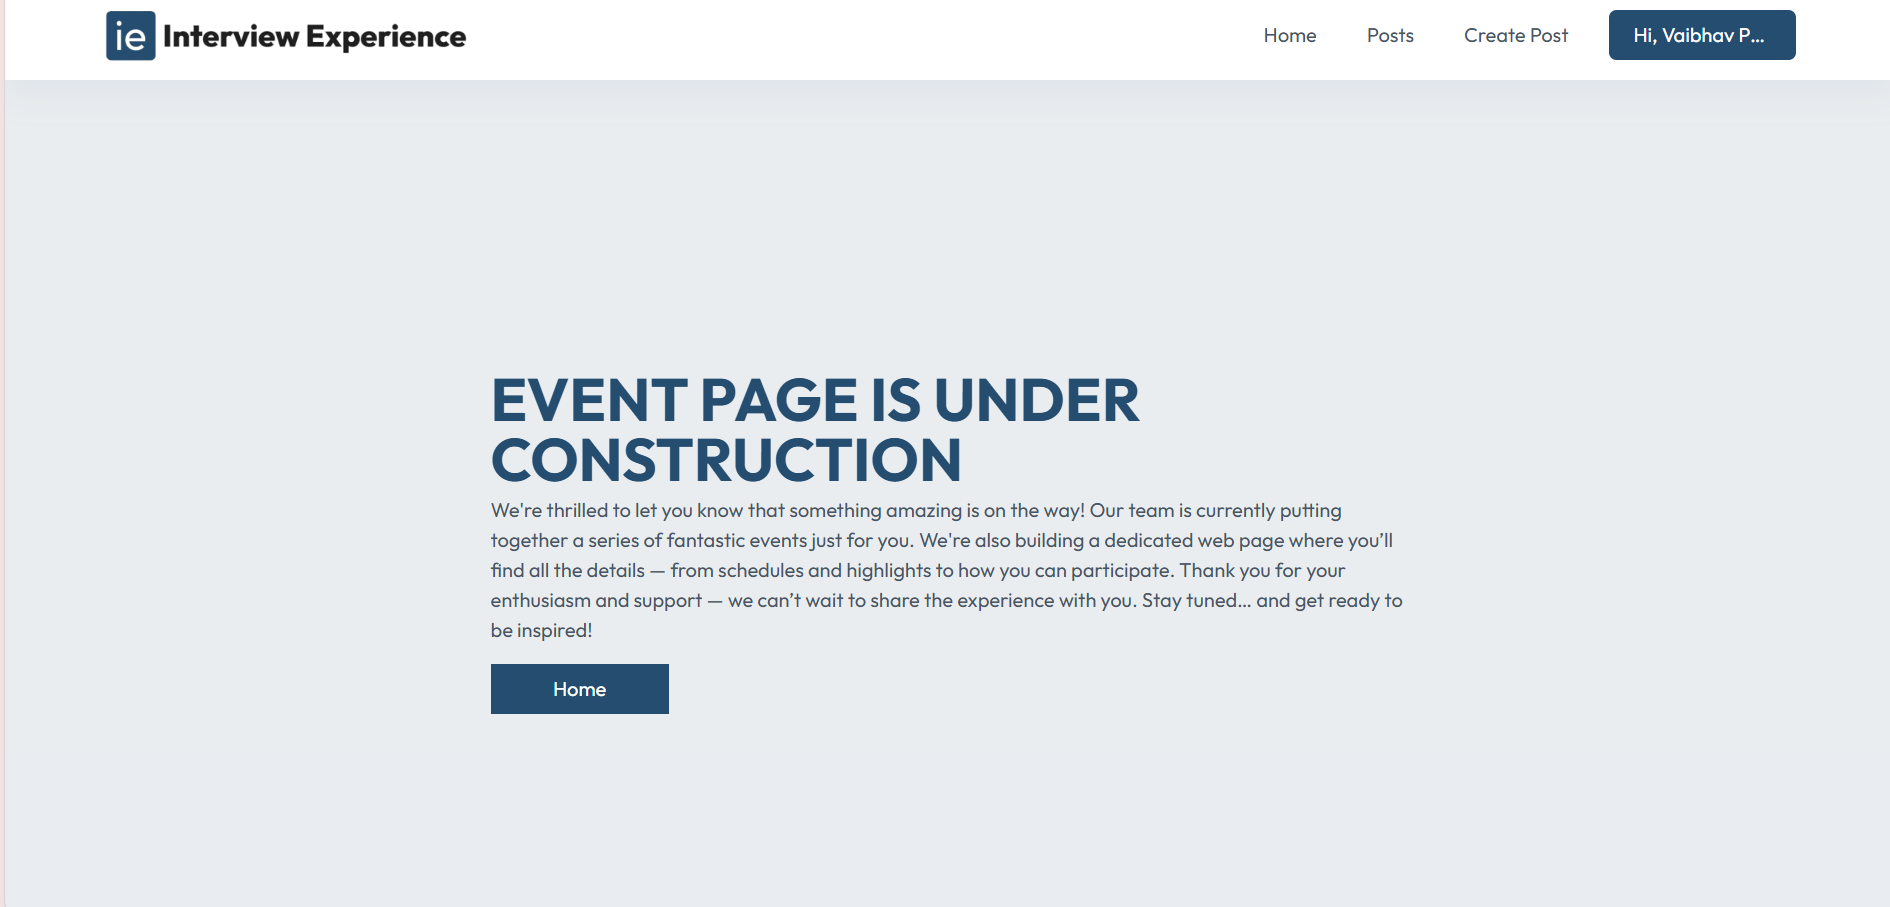 ie Interview Experience
Home Posts Create Post Hi, Vaibhav P...
EVENT PAGE IS UNDER
CONSTRUCTION
We're thrilled to let you know that something amazing is on the way! Our team is currently putting
together a series of fantastic events just for you. We're also building a dedicated web page where you’ll
find all the details — from schedules and highlights to how you can participate. Thank you for your
enthusiasm and support — we can’t wait to share the experience with you. Stay tuned... and get ready to
be inspired!
Home